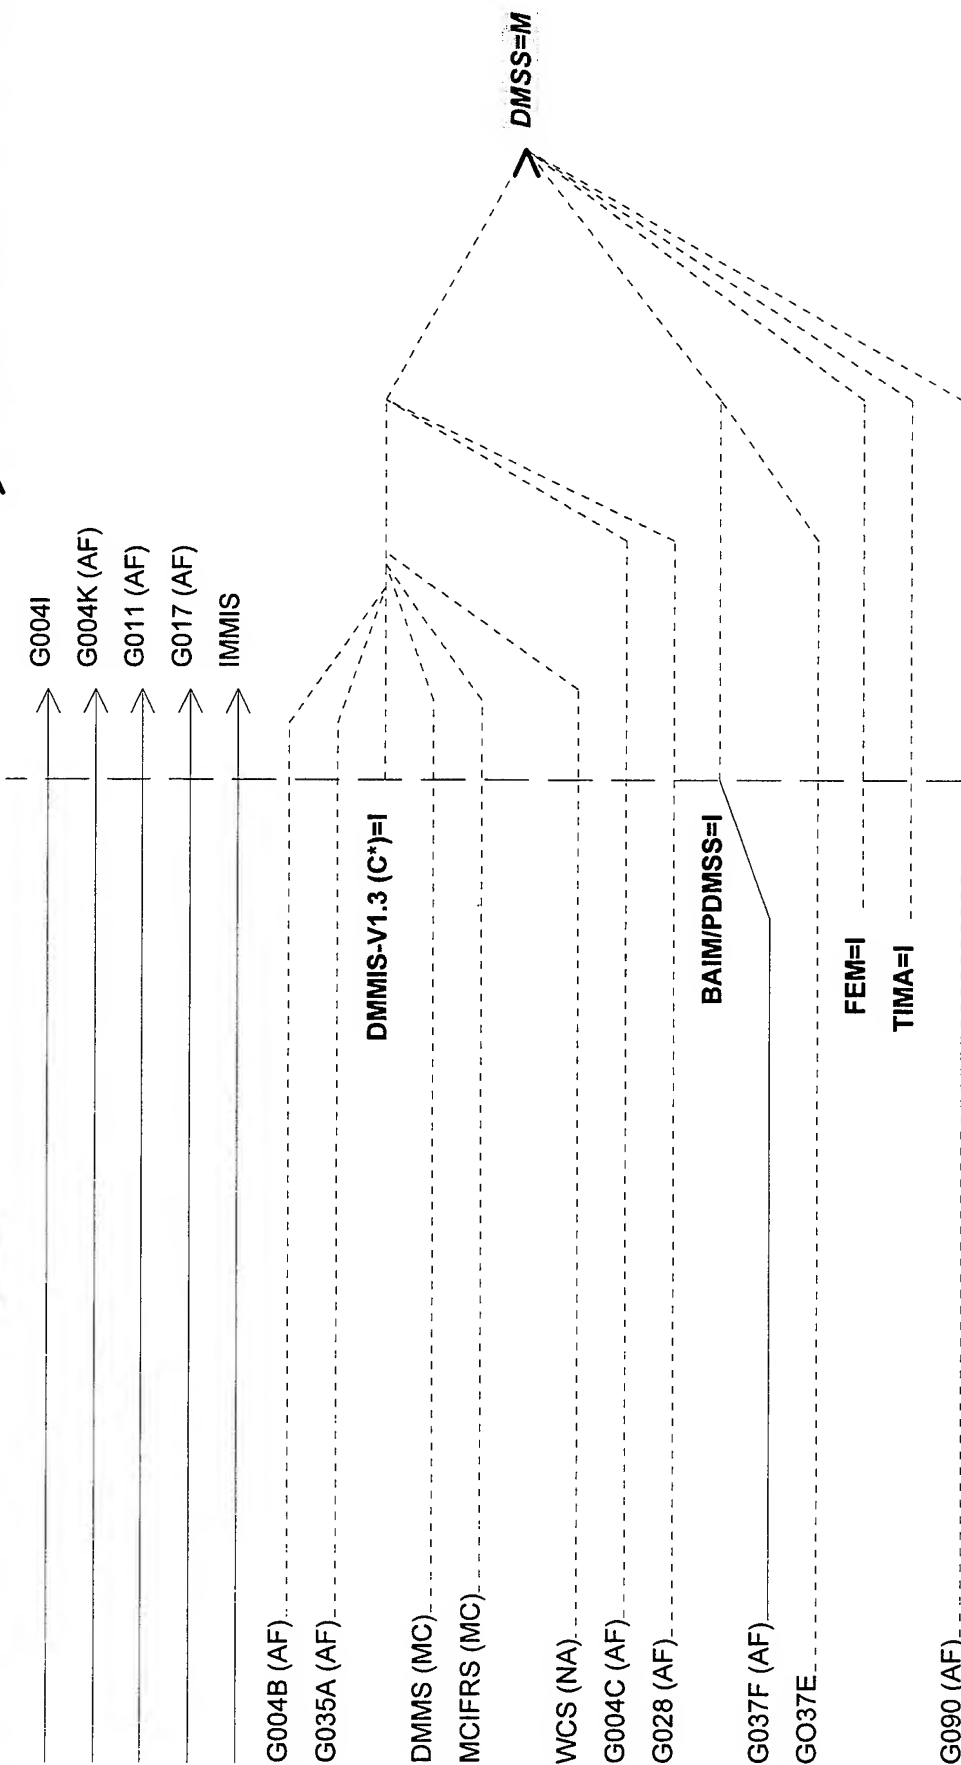 G004I
G004K (AF)
G011 (AF)
G017 (AF)
IMMIS
G004B (AF)
G035A (AF)
DMMIS-V1.3 (C*)=I
DMMS (MC)
MCIFRS (MC)
DMSS=M
WCS (NA)
G004C (AF)
G028 (AF)
BAIM/PDMSS=I
G037F (AF)
GO37E
FEM=I
TIMA=I
G090 (AF)